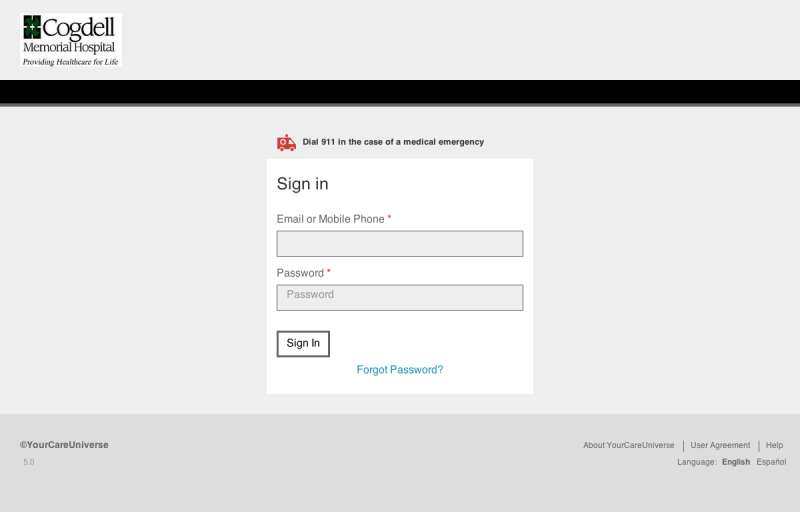 Cogdell
Memorial Hospital
Providing Healthcare for Life
Dial 911 in the case of a medical emergency
Sign in
Email or Mobile Phone *
Password *
Password
Sign In
Forgot Password?
©YourCareUniverse
About YourCareUniverse | User Agreement | Help
5.0
Language: English Español